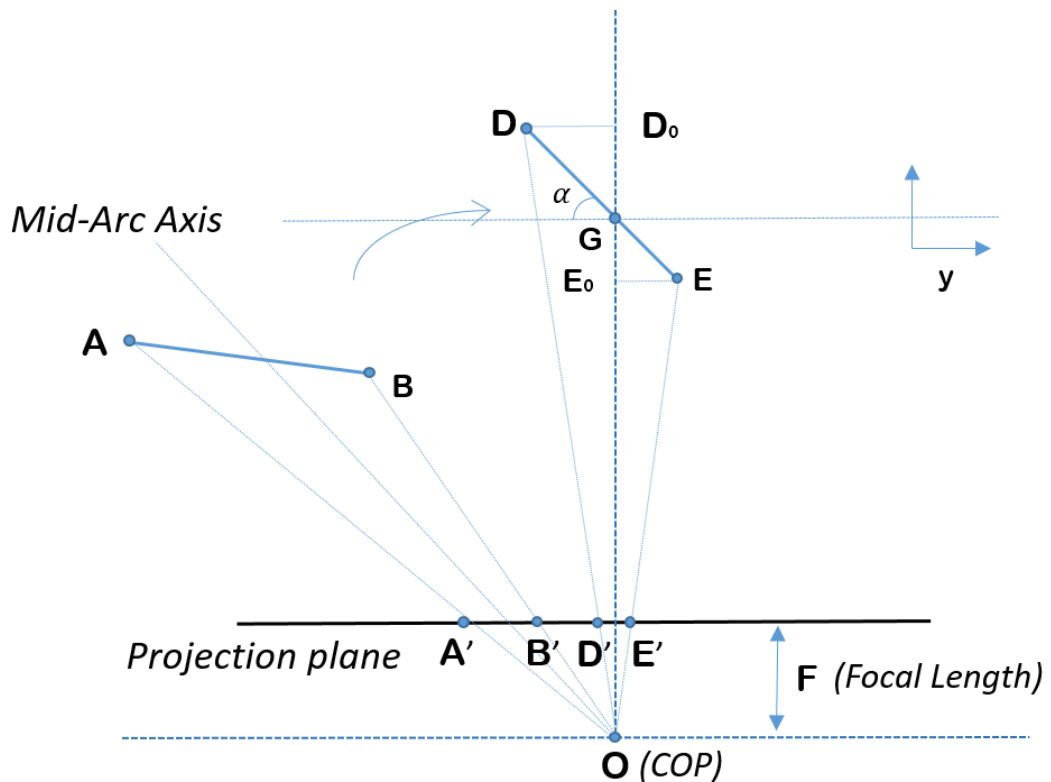 D
D₀
α
Mid-Arc Axis
G
E₀
E
y
A
B
A’
B’
D’
E’
Projection plane
F (Focal Length)
O (COP)